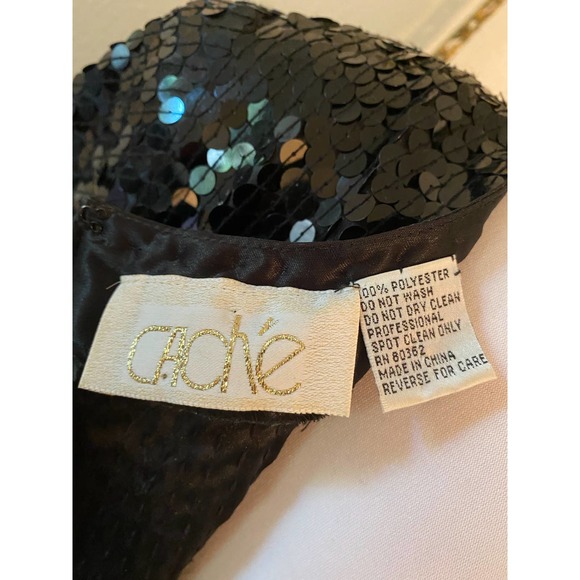 Caché
100% POLYESTER
DO NOT WASH
DO NOT DRY CLEAN
PROFESSIONAL
SPOT CLEAN ONLY
RN 80362
MADE IN CHINA
REVERSE FOR CARE